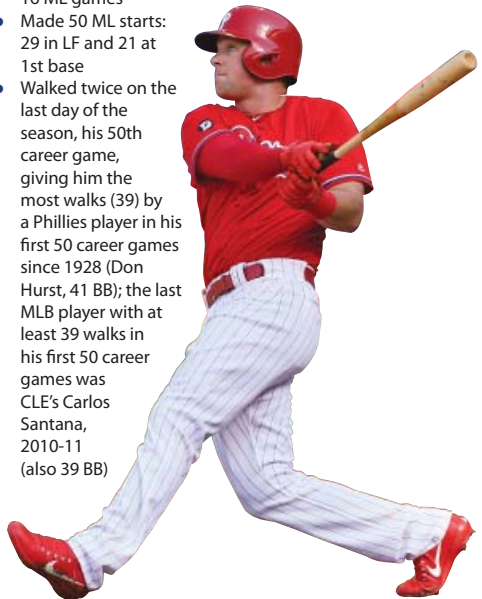 • Made 50 ML starts:
29 in LF and 21 at
1st base
• Walked twice on the
last day of the
season, his 50th
career game,
giving him the
most walks (39) by
a Phillies player in his
first 50 career games
since 1928 (Don
Hurst, 41 BB); the last
MLB player with at
least 39 walks in
his first 50 career
games was
CLE’s Carlos
Santana,
2010-11
(also 39 BB)